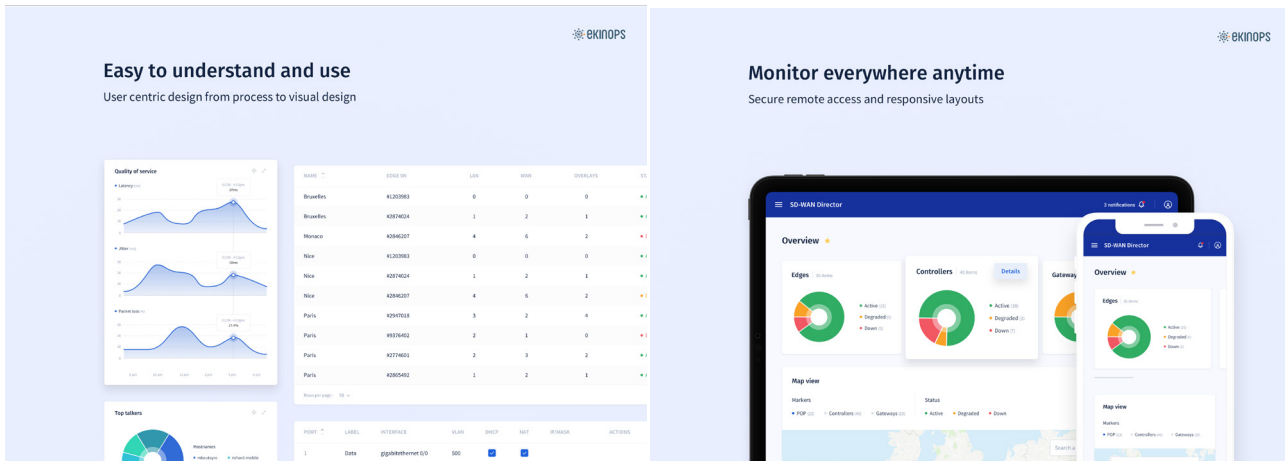 ekinops
Easy to understand and use
User centric design from process to visual design
Quality of service
Latency
Jitter
Packet loss
NAME EDGE SN LAN WAN OVERLAYS
Bruxelles #1203983 0 0 0
Bruxelles #2874024 1 2 1
Monaco #2846207 4 6 2
Nice #1203983 0 0 0
Nice #2874024 1 2 1
Nice #2846207 4 6 2
Paris #2947018 3 2 4
Paris #9376402 2 1 0
Paris #2774601 2 3 2
Paris #2865492 1 2 1
Rows per page: 10
Top talkers
Hostnames
PORT LABEL INTERFACE VLAN DHCP NAT IP/MASK ACTIONS
1 Data gigabitethernet 0/0 500
ekinops
Monitor everywhere anytime
Secure remote access and responsive layouts
SD-WAN Director
3 notifications
Overview
Edges
Active
Degraded
Down
Controllers
Details
Active
Degraded
Down
Gateway
Map view
Markers
POP Controllers Gateways
Status
Active Degraded Down
Search a
SD-WAN Director
Overview
Edges
Active
Degraded
Down
Map view
Markers
POP Controllers Gateways